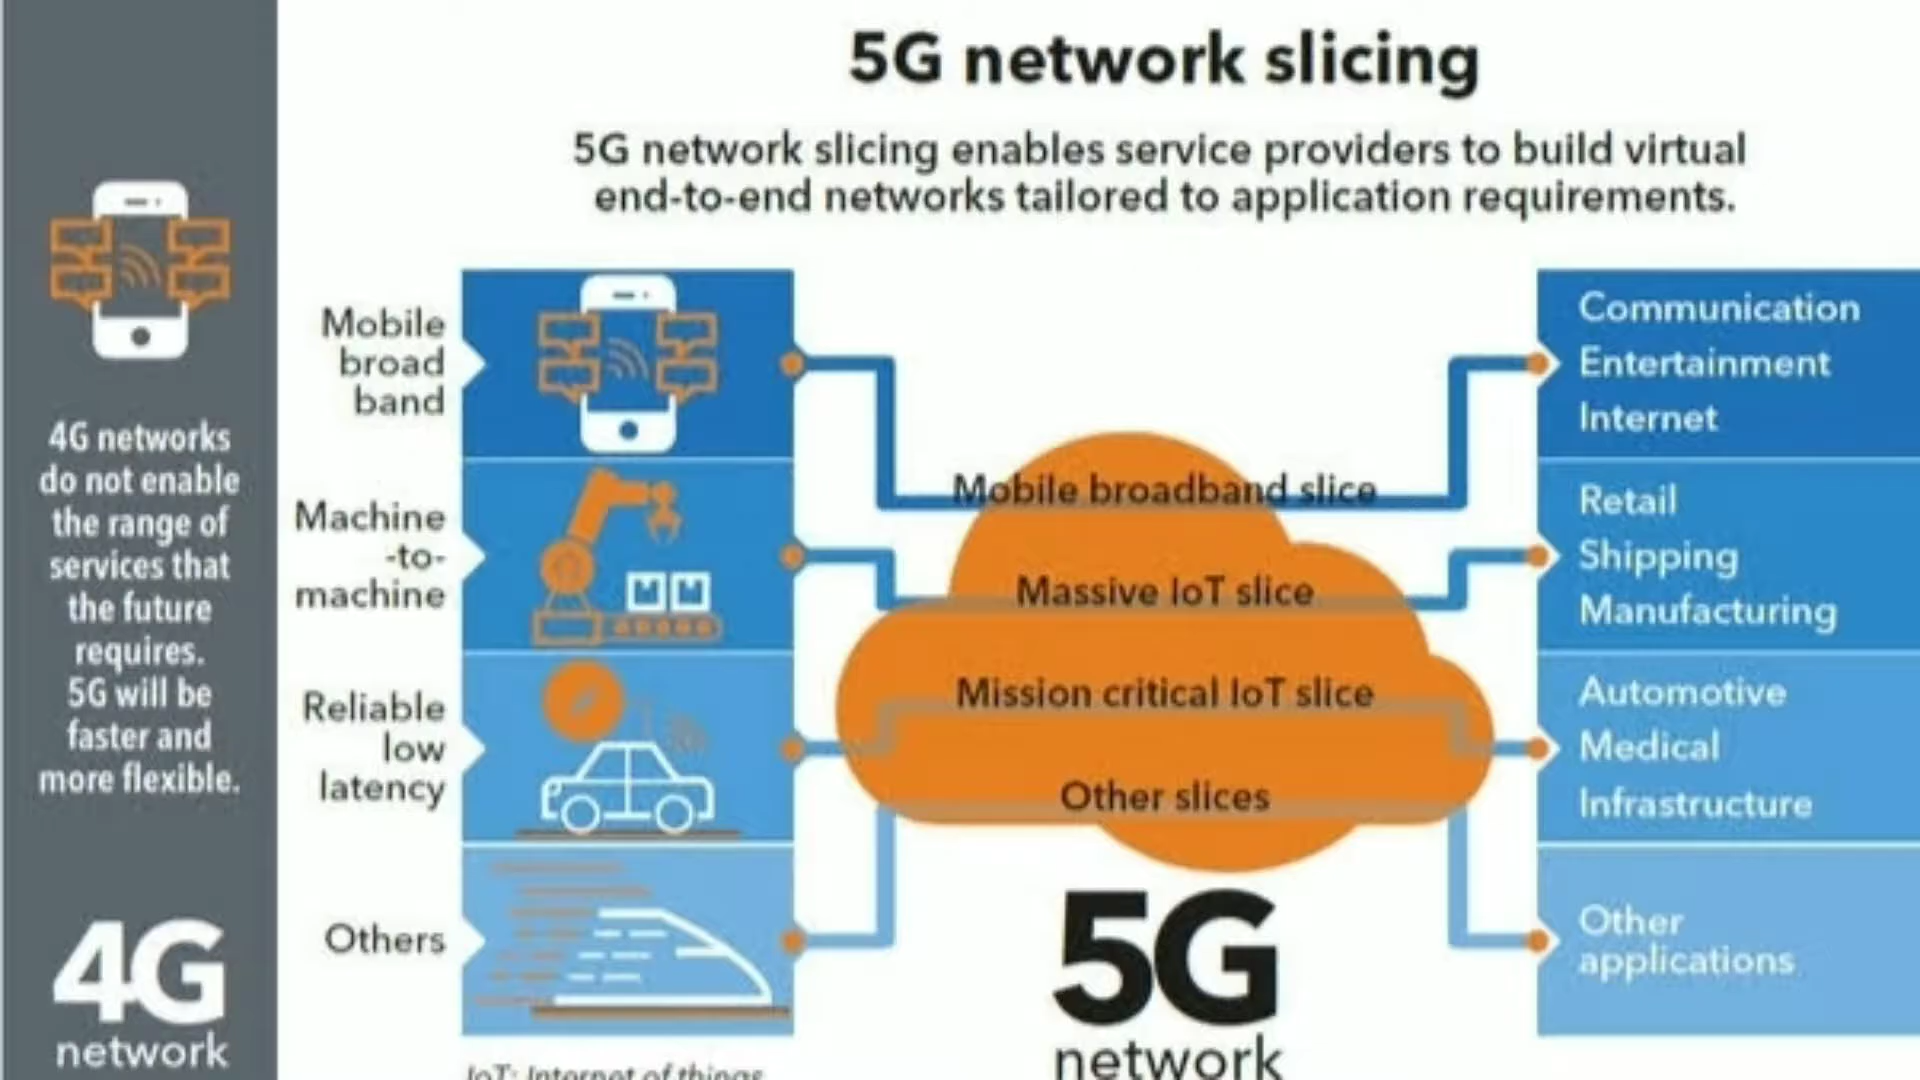 5G network slicing
5G network slicing enables service providers to build virtual
end-to-end networks tailored to application requirements.
4G networks
do not enable
the range of
services that
the future
requires.
5G will be
faster and
more flexible.
4G
network
Mobile
broad
band
Machine
-to-
machine
Reliable
low
latency
Others
Mobile broadband slice
Massive IoT slice
Mission critical IoT slice
Other slices
5G
network
Communication
Entertainment
Internet
Retail
Shipping
Manufacturing
Automotive
Medical
Infrastructure
Other
applications
IoT: Internet of things